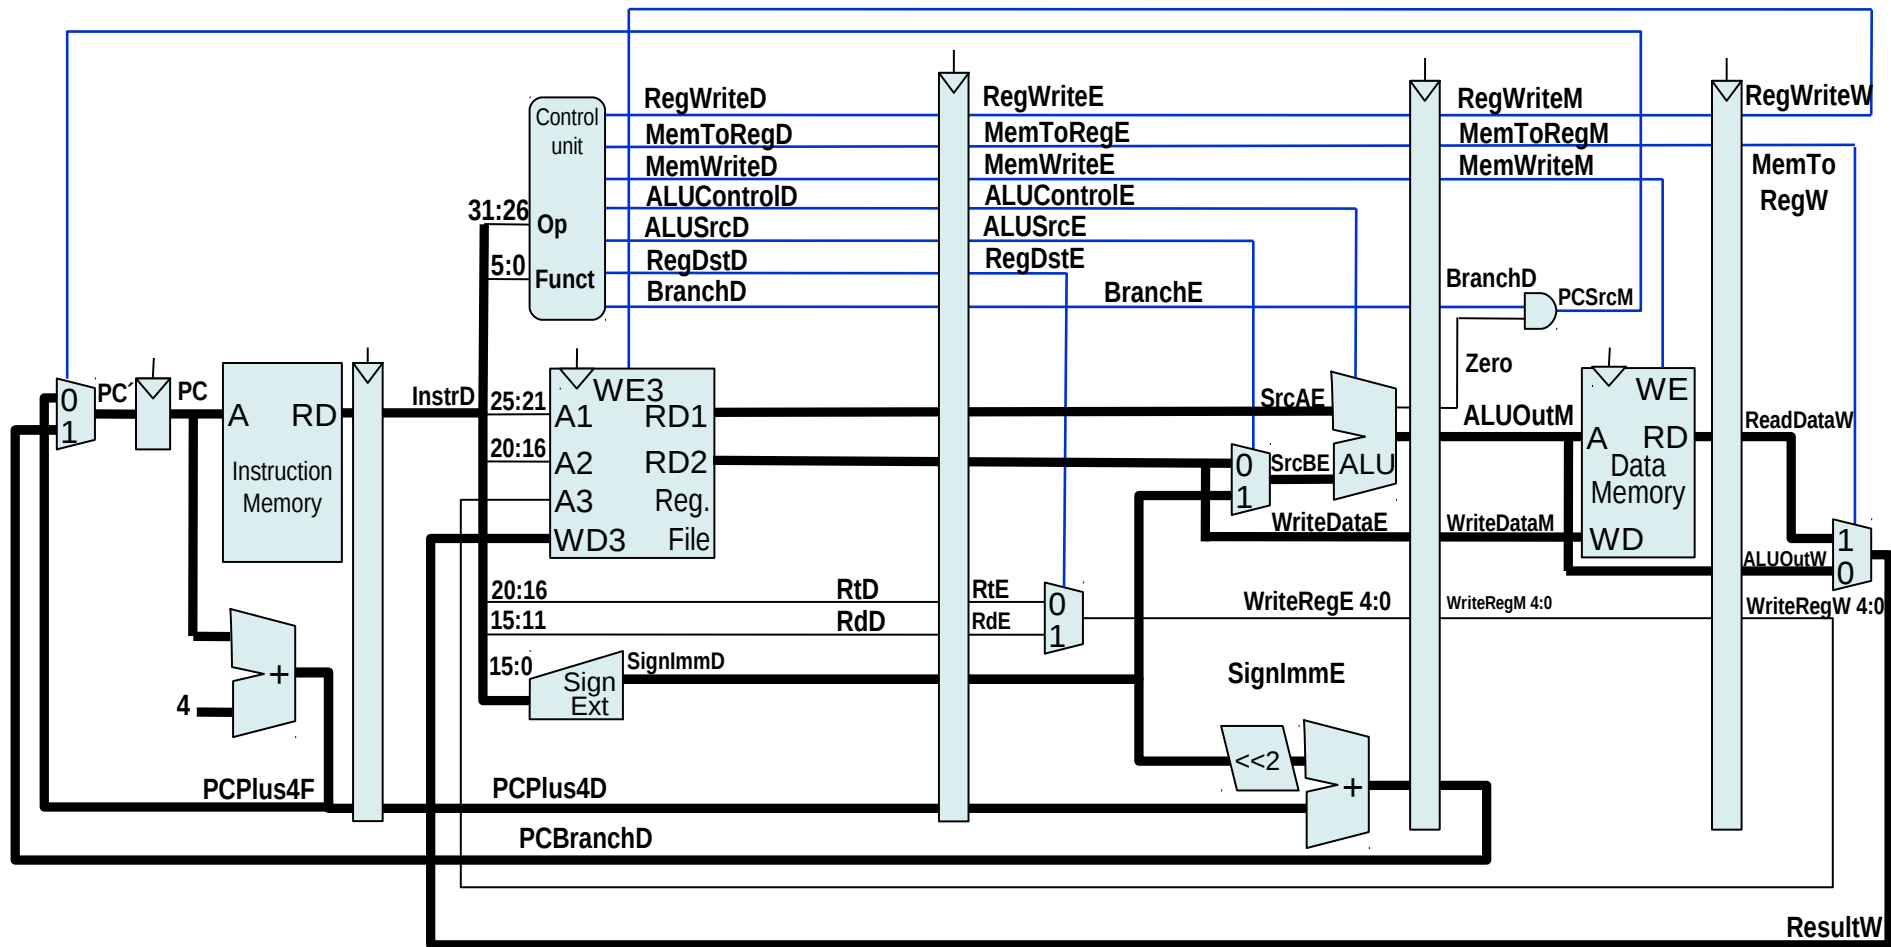 RegWriteD
RegWriteE
RegWriteM
RegWriteW
Control
unit
MemToRegD
MemToRegE
MemToRegM
MemWriteD
MemWriteE
MemWriteM
MemTo
RegW
ALUControlD
ALUControlE
31:26
Op
ALUSrcD
ALUSrcE
RegDstD
RegDstE
5:0
Funct
BranchD
BranchE
BranchD
PCSrcM
Zero
0
1
PC´
PC
A
RD
Instruction
Memory
InstrD
25:21
20:16
WE3
A1
RD1
A2
RD2
A3
Reg.
WD3
File
SrcAE
0
1
SrcBE
ALU
ALUOutM
WE
A
RD
Data
Memory
WD
ReadDataW
WriteDataE
WriteDataM
1
0
ALUOutW
20:16
RtD
RtE
15:11
RdD
RdE
0
1
WriteRegE 4:0
WriteRegM 4:0
WriteRegW 4:0
15:0
SignImmD
Sign
Ext
SignImmE
+
4
<<2
+
PCPlus4F
PCPlus4D
PCBranchD
ResultW